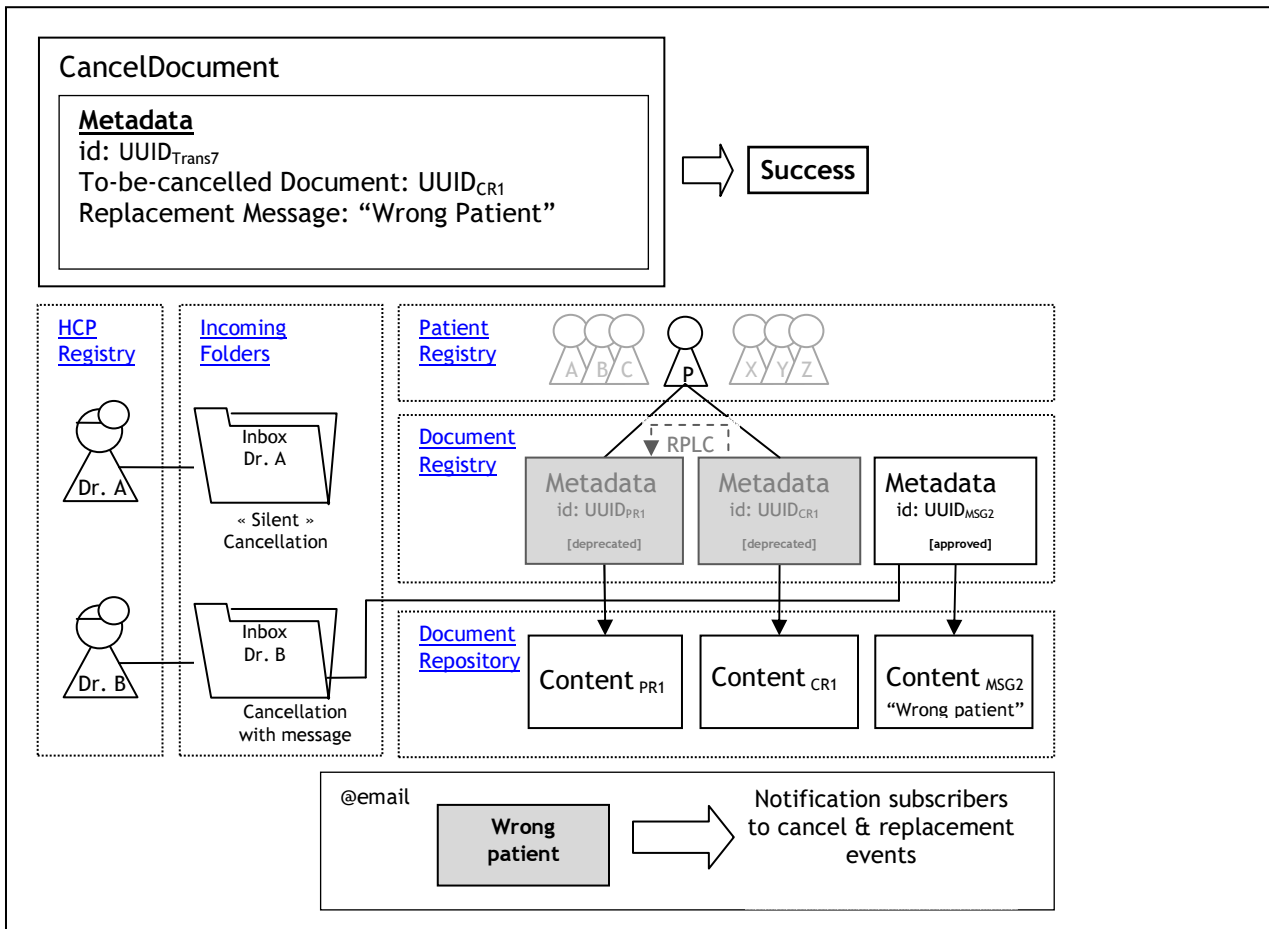 CancelDocument
Metadata
id: UUIDTrans7
To-be-cancelled Document: UUIDCR1
Replacement Message: “Wrong Patient”
Success
HCP
Registry
Dr. A
Dr. B
Incoming
Folders
Inbox
Dr. A
« Silent »
Cancellation
Inbox
Dr. B
Cancellation
with message
Patient
Registry
A B C P X Y Z
Document
Registry
RPLC
Metadata
id: UUIDPR1
[deprecated]
Metadata
id: UUIDCR1
[deprecated]
Metadata
id: UUIDMSG2
[approved]
Document
Repository
Content PR1
Content CR1
Content MSG2
“Wrong patient”
@email
Wrong
patient
Notification subscribers
to cancel & replacement
events